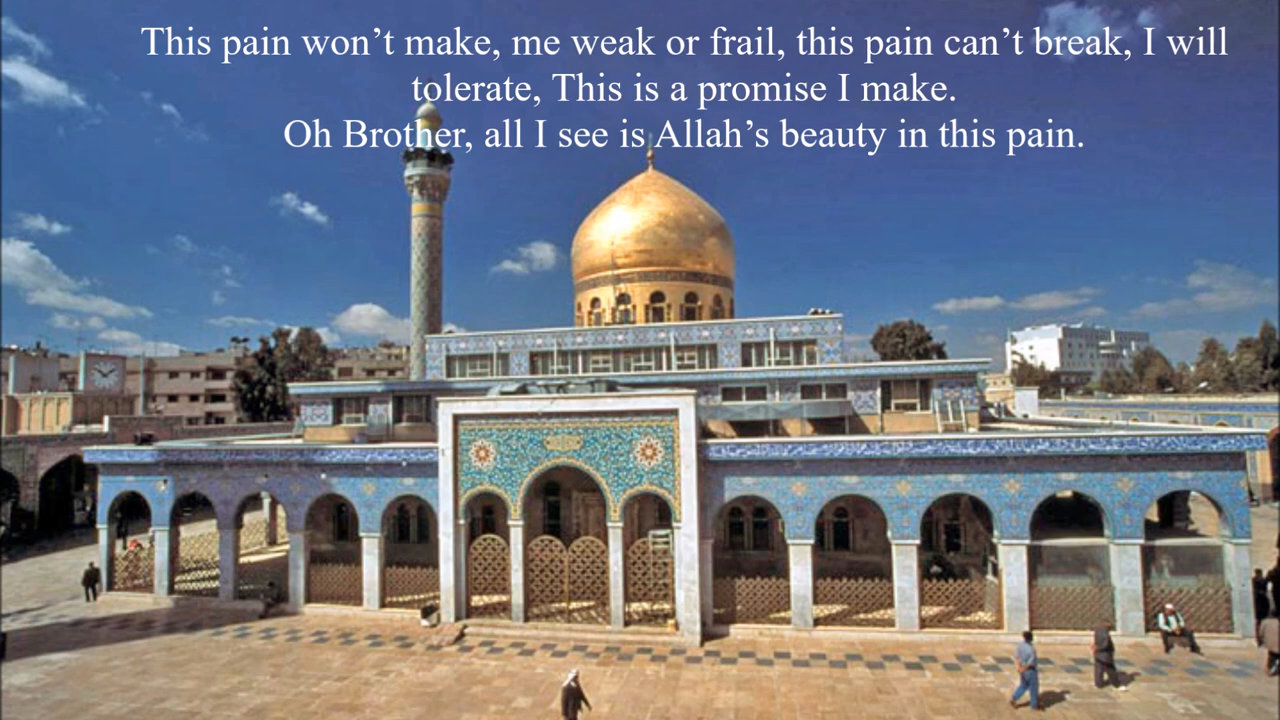 This pain won’t make, me weak or frail, this pain can’t break, I will
tolerate, This is a promise I make.
Oh Brother, all I see is Allah’s beauty in this pain.